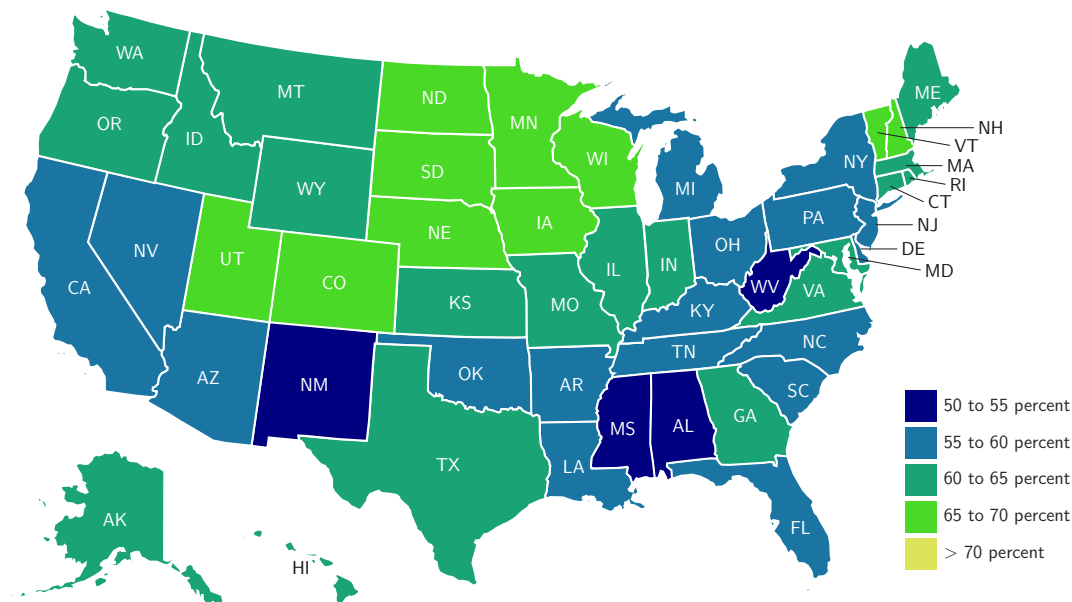 WA
MT
ND
MN
ME
OR
ID
NH
VT
WI
NY
MA
SD
WY
MI
RI
CT
NE
IA
PA
NJ
NV
OH
DE
UT
CO
IL
IN
MD
CA
WV
VA
KS
MO
KY
NC
TN
AZ
NM
OK
AR
SC
50 to 55 percent
GA
MS
AL
55 to 60 percent
TX
LA
60 to 65 percent
AK
65 to 70 percent
FL
> 70 percent
HI